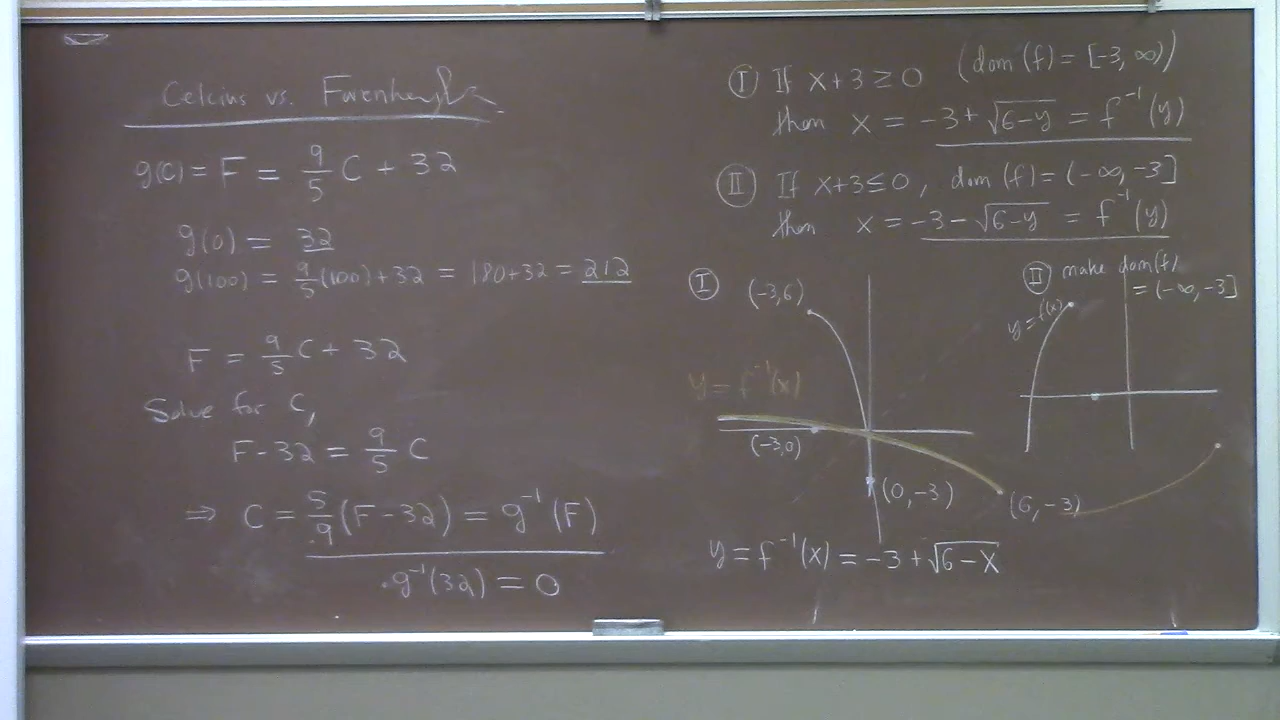 Celcius vs.
g(C) = F = 9/5 C + 32
g(0) = 32
g(100) = 9/5(100)+32 = 180+32 = 212
F = 9/5 C + 32
Solve for C,
F-32 = 9/5 C
⇒ C = 5/9 (F-32) = g⁻¹(F)
g⁻¹(32) = 0
Ⓘ If x+3 ≥ 0 (dom(f) = [-3, ∞))
then x = -3+√(6-y) = f⁻¹(y)
Ⅱ If x+3 ≤ 0, dom(f) = (-∞, -3]
then x = -3-√(6-y) = f⁻¹(y)
Ⓘ (-3,6)
y = f⁻¹(x)
(-3,0)
(0,-3)
(6,-3)
y = f⁻¹(x) = -3+√(6-x)
Ⅱ make dom(f)
= (-∞, -3]
y = f(x)